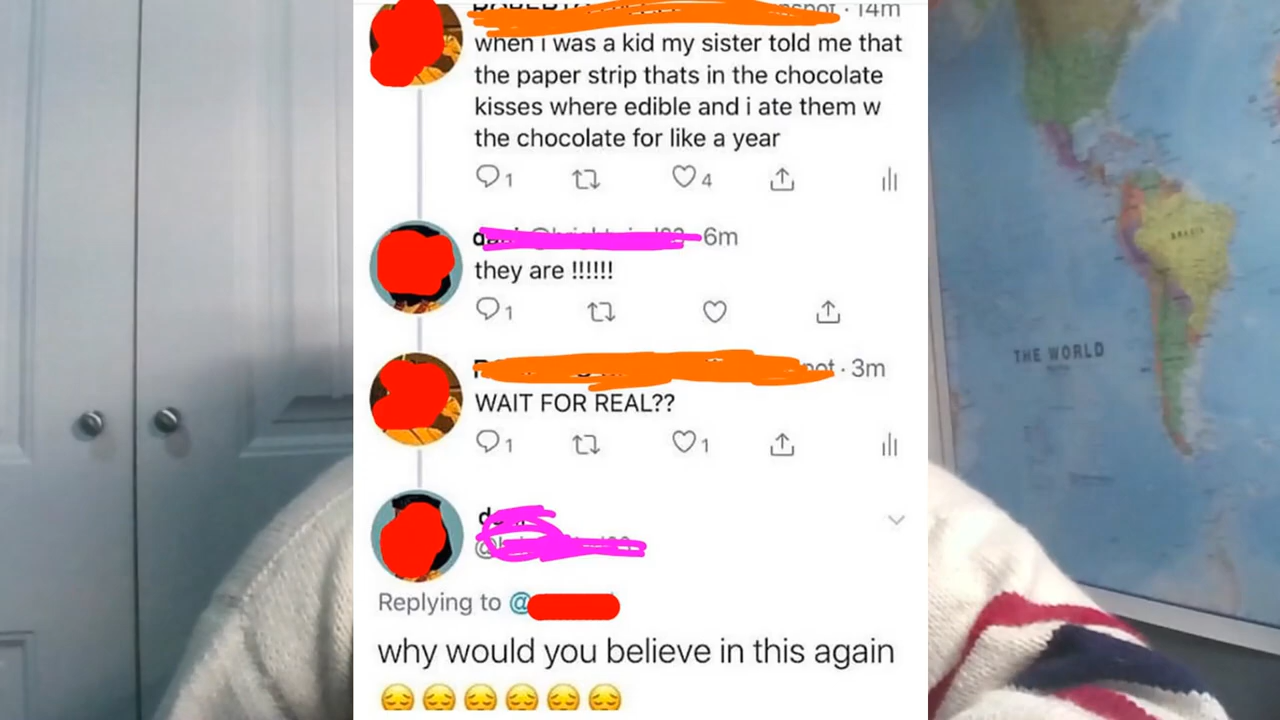 14m
when i was a kid my sister told me that
the paper strip thats in the chocolate
kisses where edible and i ate them w
the chocolate for like a year
1 4
6m
they are !!!!!!
1
· 3m
WAIT FOR REAL??
1 1
Replying to @
why would you believe in this again
😔😔😔😔😔😔
THE WORLD
BRASIL